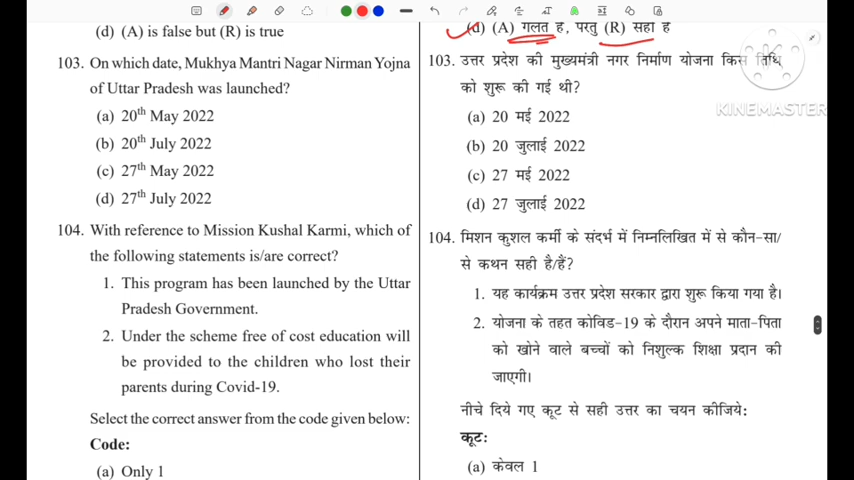 (d) (A) is false but (R) is true
103. On which date, Mukhya Mantri Nagar Nirman Yojna
of Uttar Pradesh was launched?
(a) 20th May 2022
(b) 20th July 2022
(c) 27th May 2022
(d) 27th July 2022
104. With reference to Mission Kushal Karmi, which of
the following statements is/are correct?
1. This program has been launched by the Uttar
Pradesh Government.
2. Under the scheme free of cost education will
be provided to the children who lost their
parents during Covid-19.
Select the correct answer from the code given below:
Code:
(a) Only 1
(d) (A) गलत है, परंतु (R) सही है
103. उत्तर प्रदेश की मुख्यमंत्री नगर निर्माण योजना किस तिथि
को शुरू की गई थी?
(a) 20 मई 2022
(b) 20 जुलाई 2022
(c) 27 मई 2022
(d) 27 जुलाई 2022
104. मिशन कुशल कर्मी के संदर्भ में निम्नलिखित में से कौन-सा/
से कथन सही है/हैं?
1. यह कार्यक्रम उत्तर प्रदेश सरकार द्वारा शुरू किया गया है।
2. योजना के तहत कोविड-19 के दौरान अपने माता-पिता
को खोने वाले बच्चों को निशुल्क शिक्षा प्रदान की
जाएगी।
नीचे दिये गए कूट से सही उत्तर का चयन कीजिये:
कूट:
(a) केवल 1
KINEMASTER